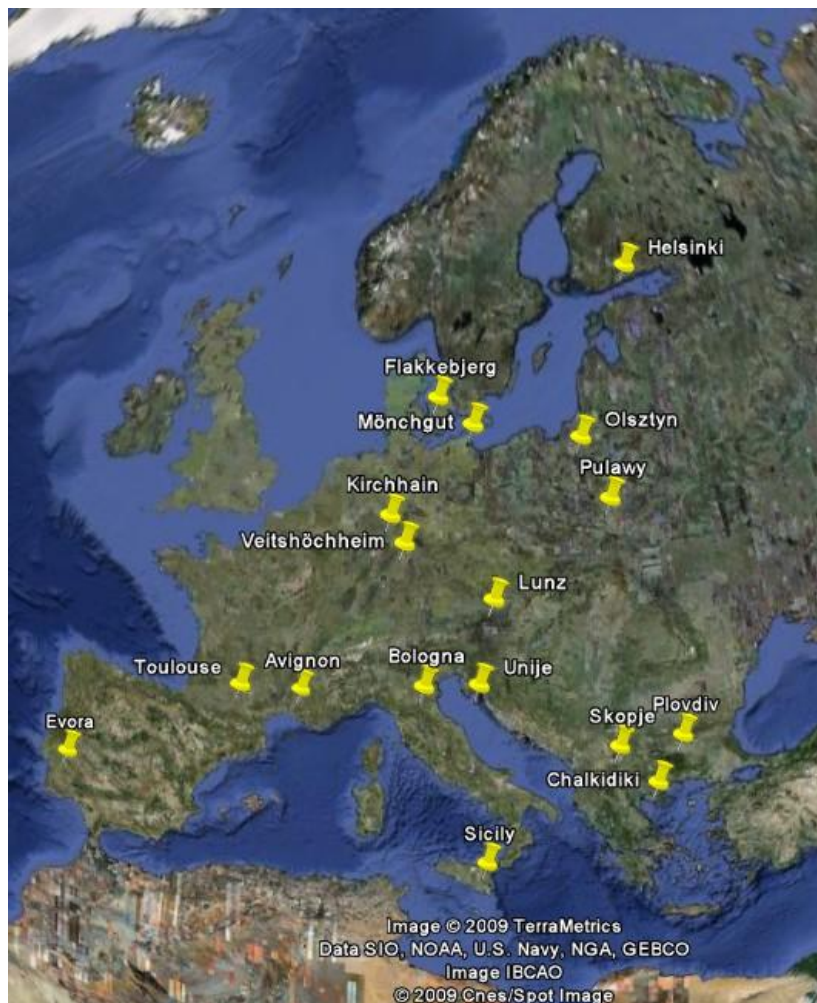 Helsinki
Flakkebjerg
Mönchgut
Olsztyn
Pulawy
Kirchhain
Veitshöchheim
Lunz
Toulouse
Avignon
Bologna
Unije
Evora
Skopje
Plovdiv
Chalkidiki
Sicily
Image © 2009 TerraMetrics
Data SIO, NOAA, U.S. Navy, NGA, GEBCO
Image IBCAO
© 2009 Cnes/Spot Image